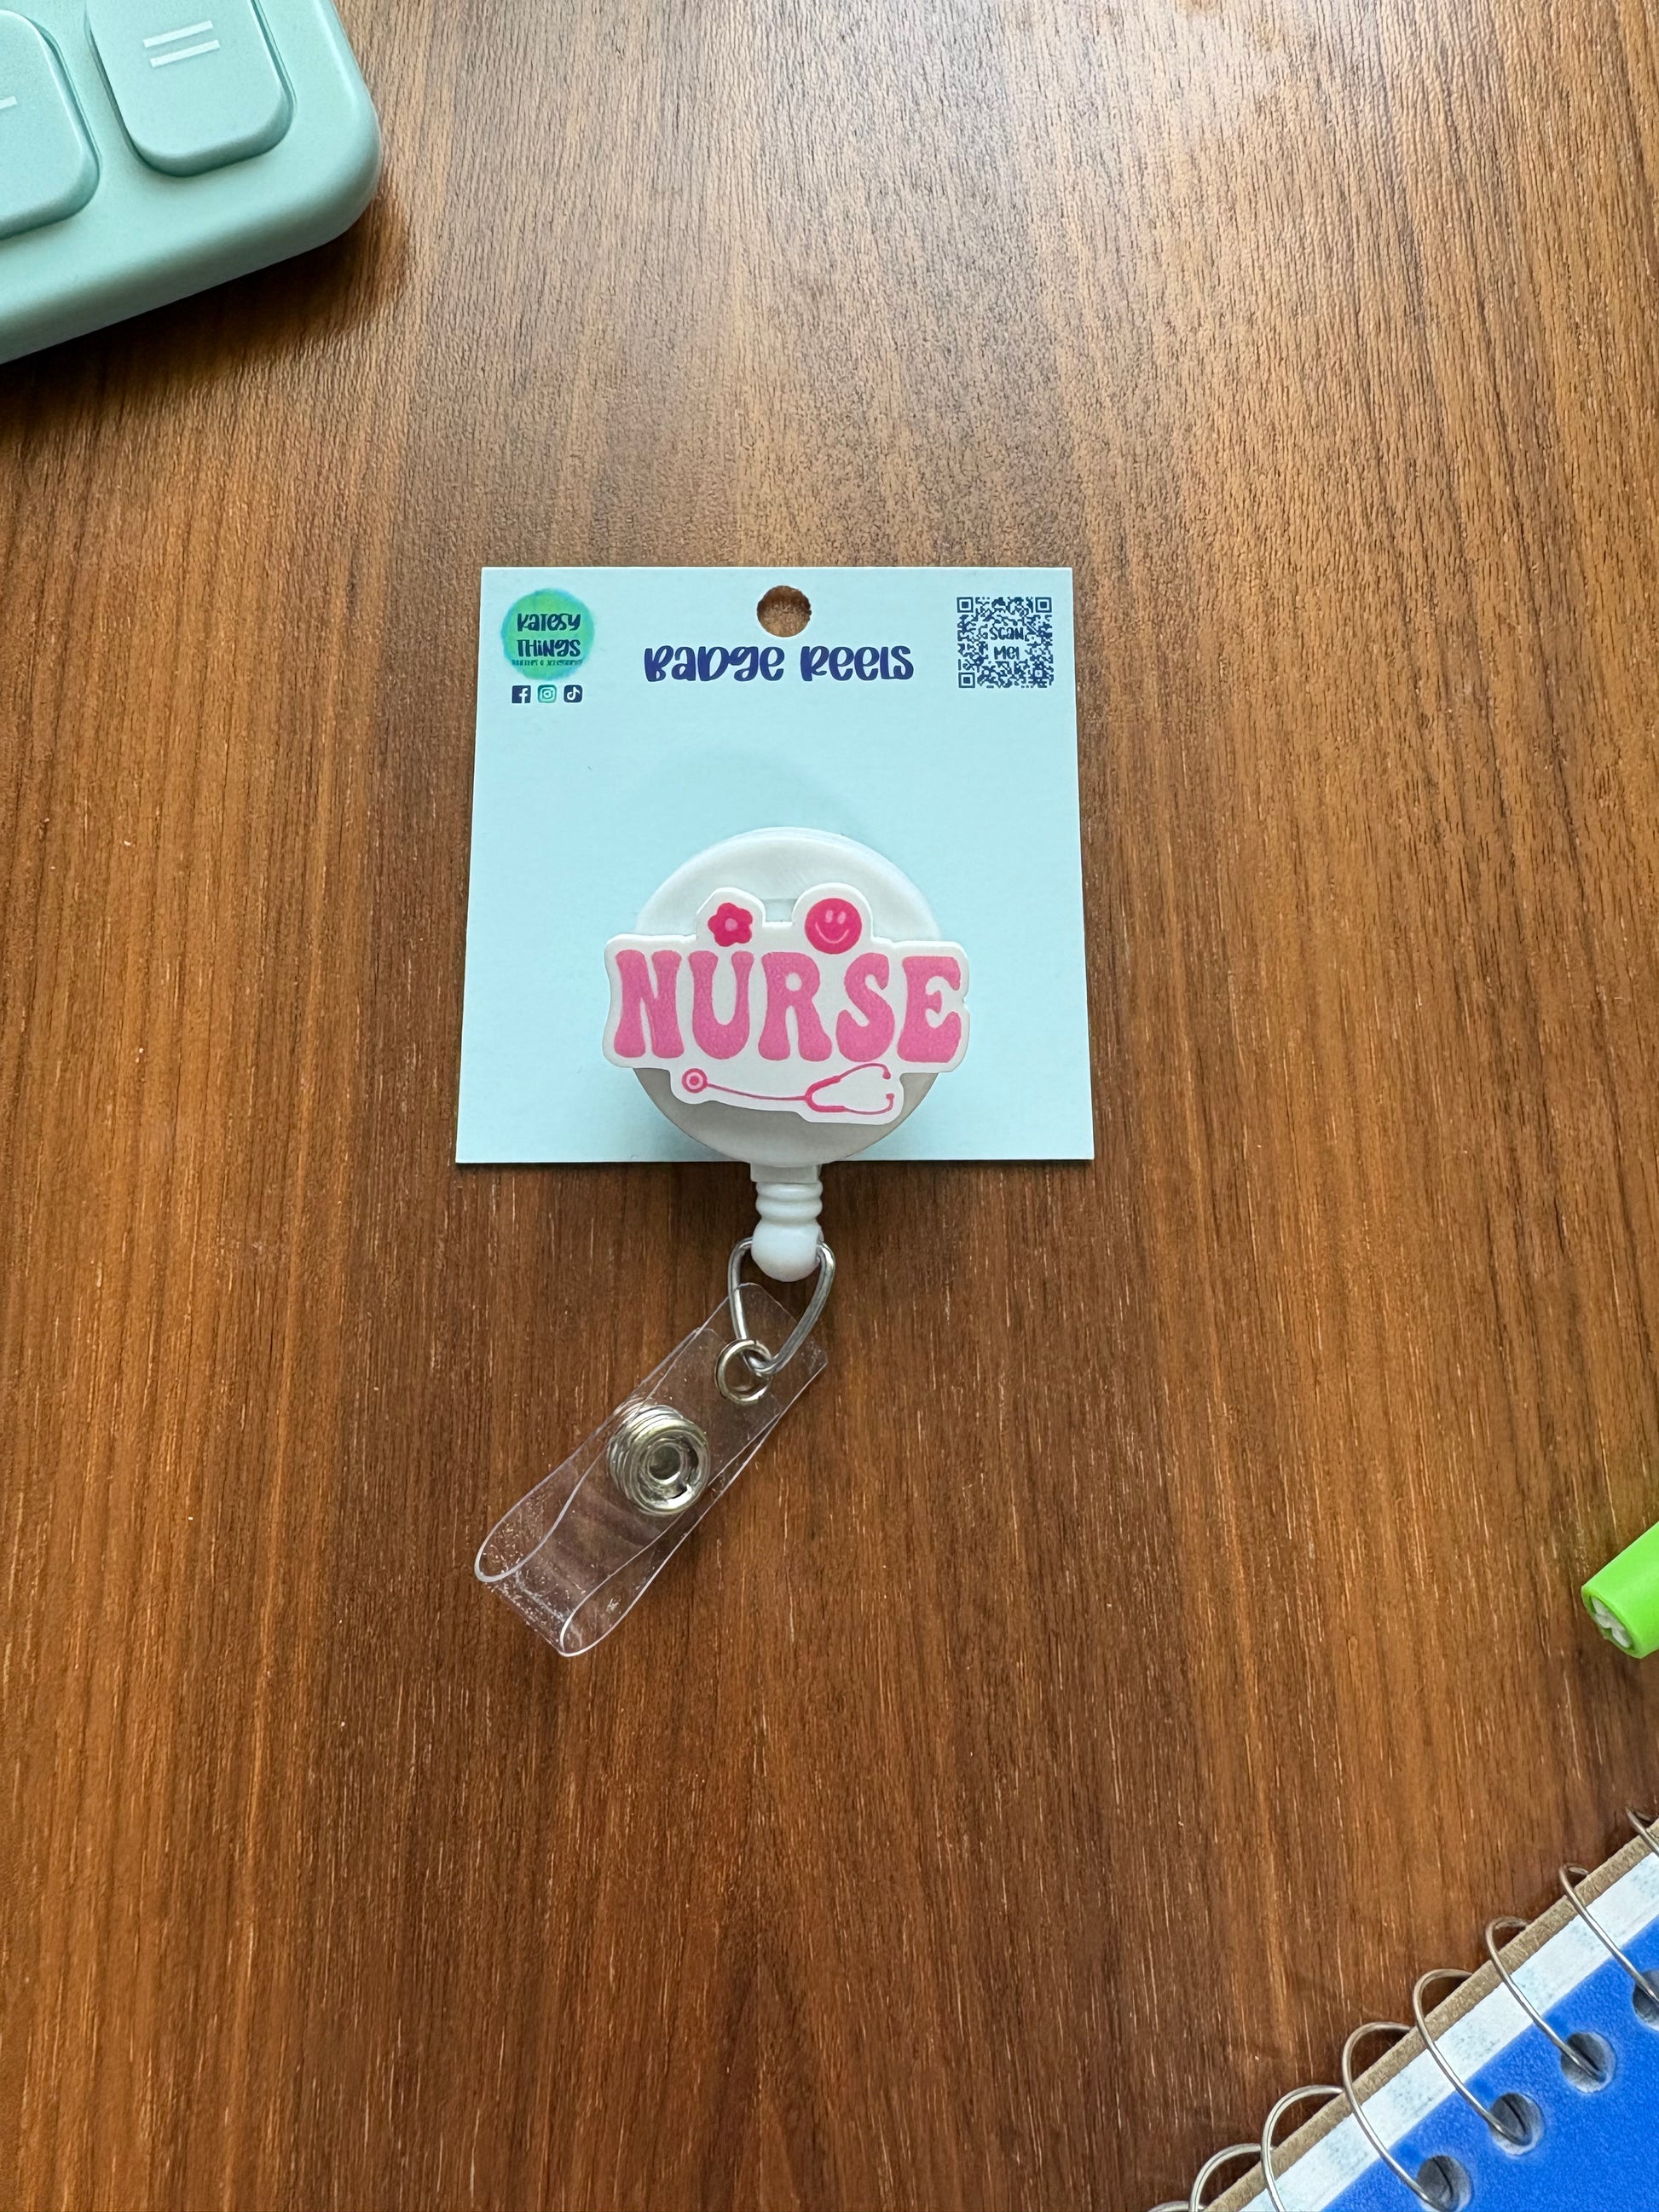 =
Katesy
Things
Badge Reels
SCAN
ME!
NURSE